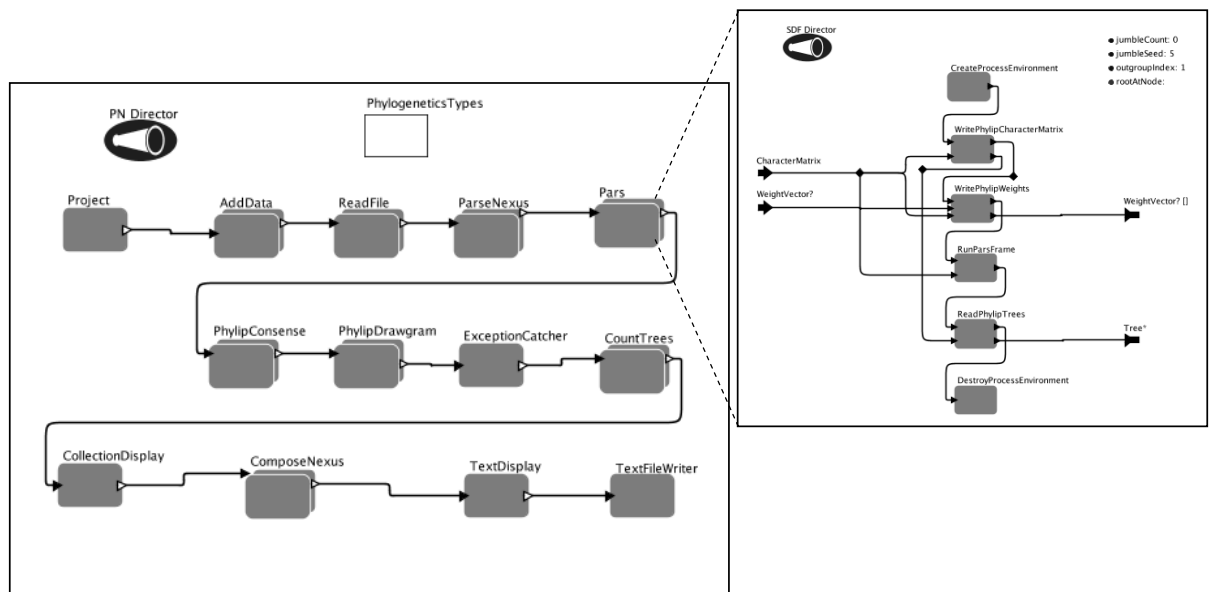 PN Director
PhylogeneticsTypes
Project
AddData
ReadFile
ParseNexus
Pars
PhylipConsense
PhylipDrawgram
ExceptionCatcher
CountTrees
CollectionDisplay
ComposeNexus
TextDisplay
TextFileWriter
SDF Director
jumbleCount: 0
jumbleSeed: 5
outgroupIndex: 1
rootAtNode:
CreateProcessEnvironment
WritePhylipCharacterMatrix
CharacterMatrix
WritePhylipWeights
WeightVector?
WeightVector? []
RunParsFrame
ReadPhylipTrees
Tree*
DestroyProcessEnvironment